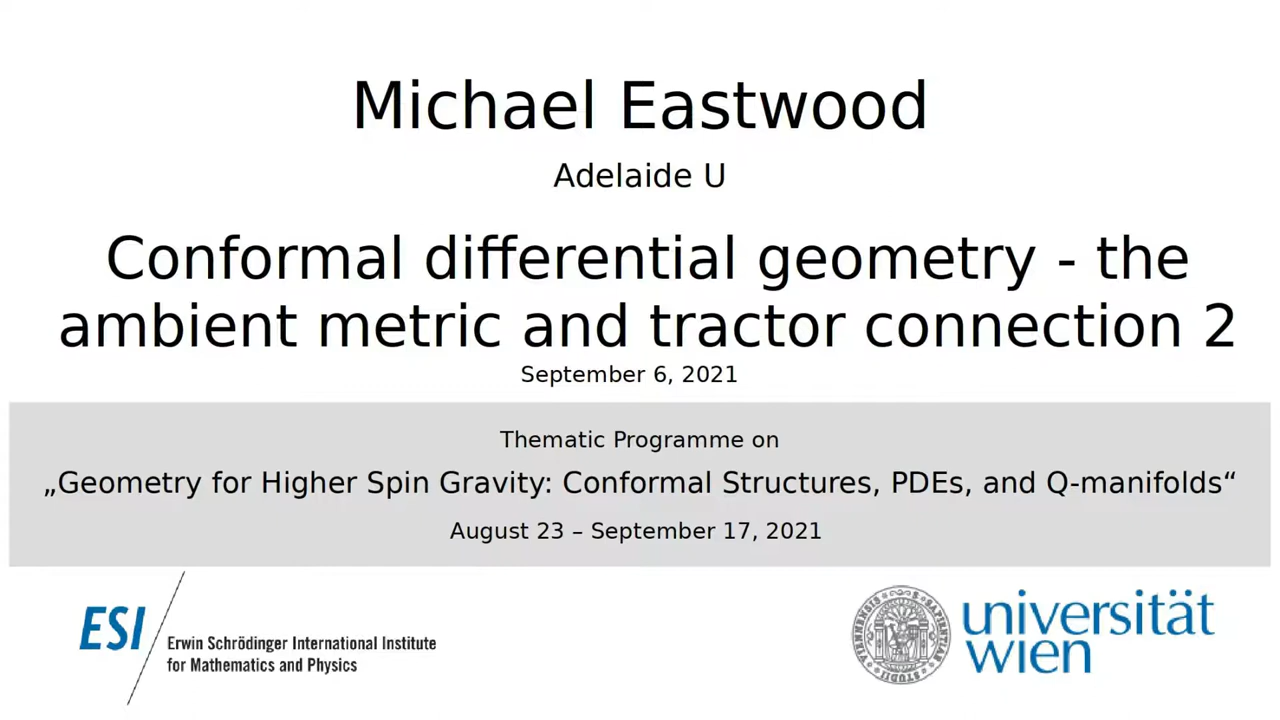 Michael Eastwood
Adelaide U
Conformal differential geometry - the
ambient metric and tractor connection 2
September 6, 2021
Thematic Programme on
„Geometry for Higher Spin Gravity: Conformal Structures, PDEs, and Q-manifolds“
August 23 – September 17, 2021
ESI
Erwin Schrödinger International Institute
for Mathematics and Physics
universität
wien